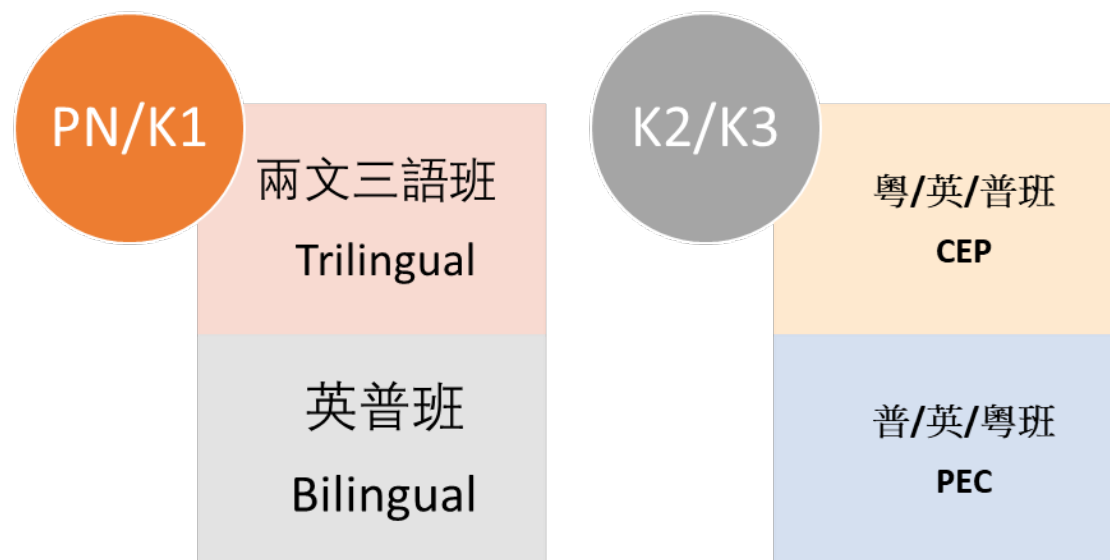 PN/K1
兩文三語班
Trilingual
英普班
Bilingual
K2/K3
粵/英/普班
CEP
普/英/粵班
PEC